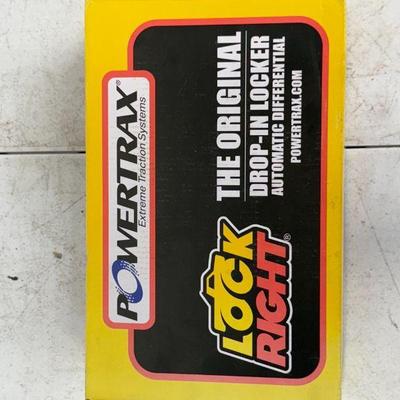 POWERTRAX®
Extreme Traction Systems
LOCK
RIGHT®
THE ORIGINAL
DROP-IN LOCKER
AUTOMATIC DIFFERENTIAL
POWERTRAX.COM